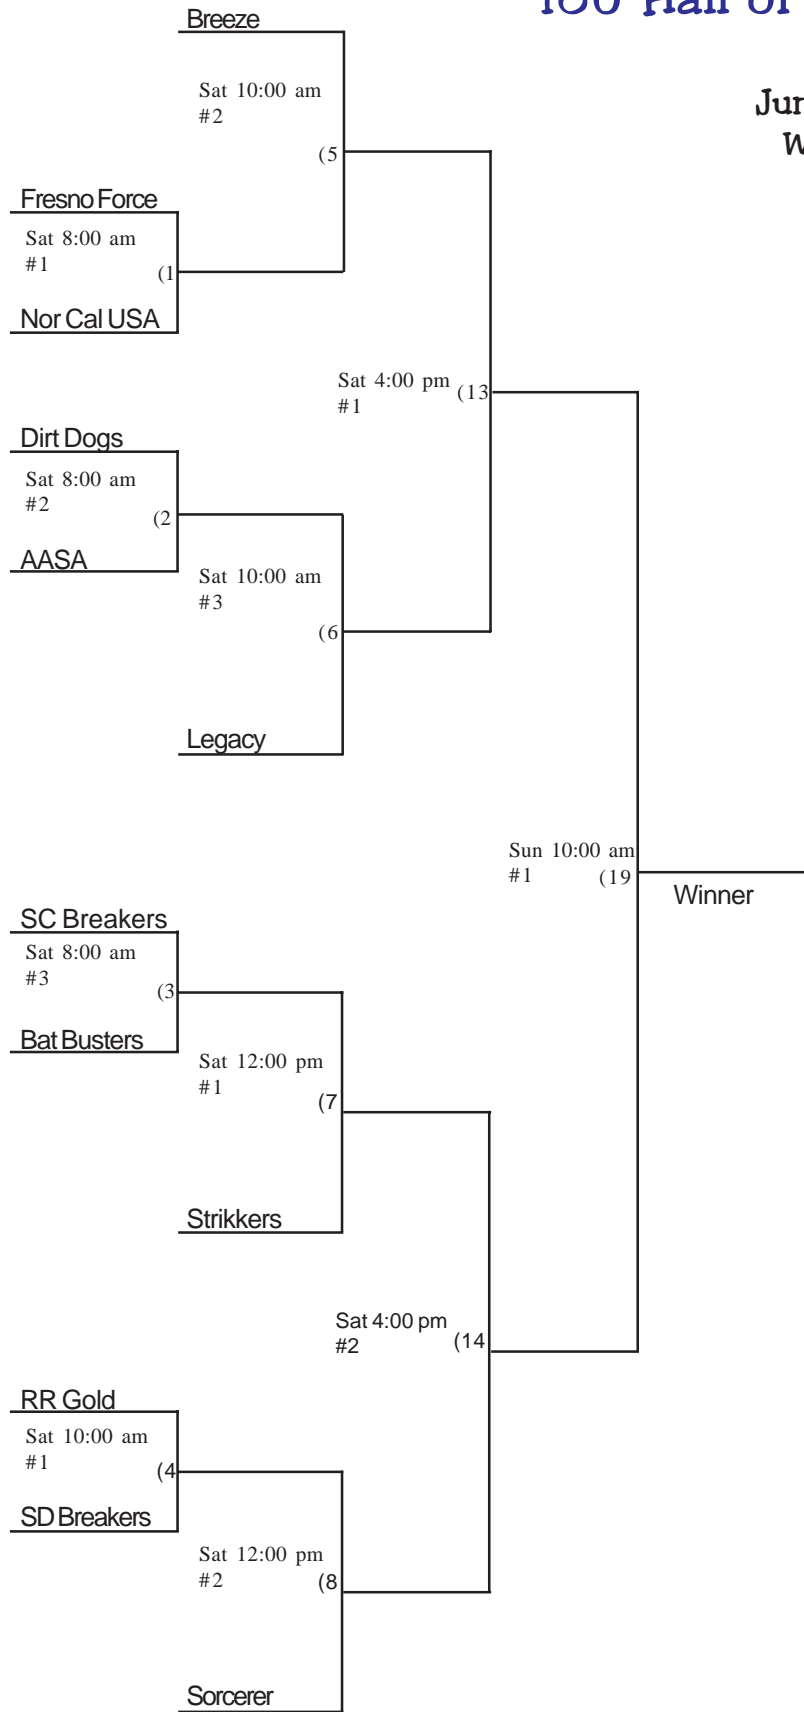 18U Hall of
Breeze
Sat 10:00 am
#2
(5
Fresno Force
Sat 8:00 am
#1
(1
Nor Cal USA
Sat 4:00 pm
#1
(13
Dirt Dogs
Sat 8:00 am
#2
(2
AASA
Sat 10:00 am
#3
(6
Legacy
Sun 10:00 am
#1
(19
Winner
SC Breakers
Sat 8:00 am
#3
(3
Bat Busters
Sat 12:00 pm
#1
(7
Strikkers
Sat 4:00 pm
#2
(14
RR Gold
Sat 10:00 am
#1
(4
SD Breakers
Sat 12:00 pm
#2
(8
Sorcerer